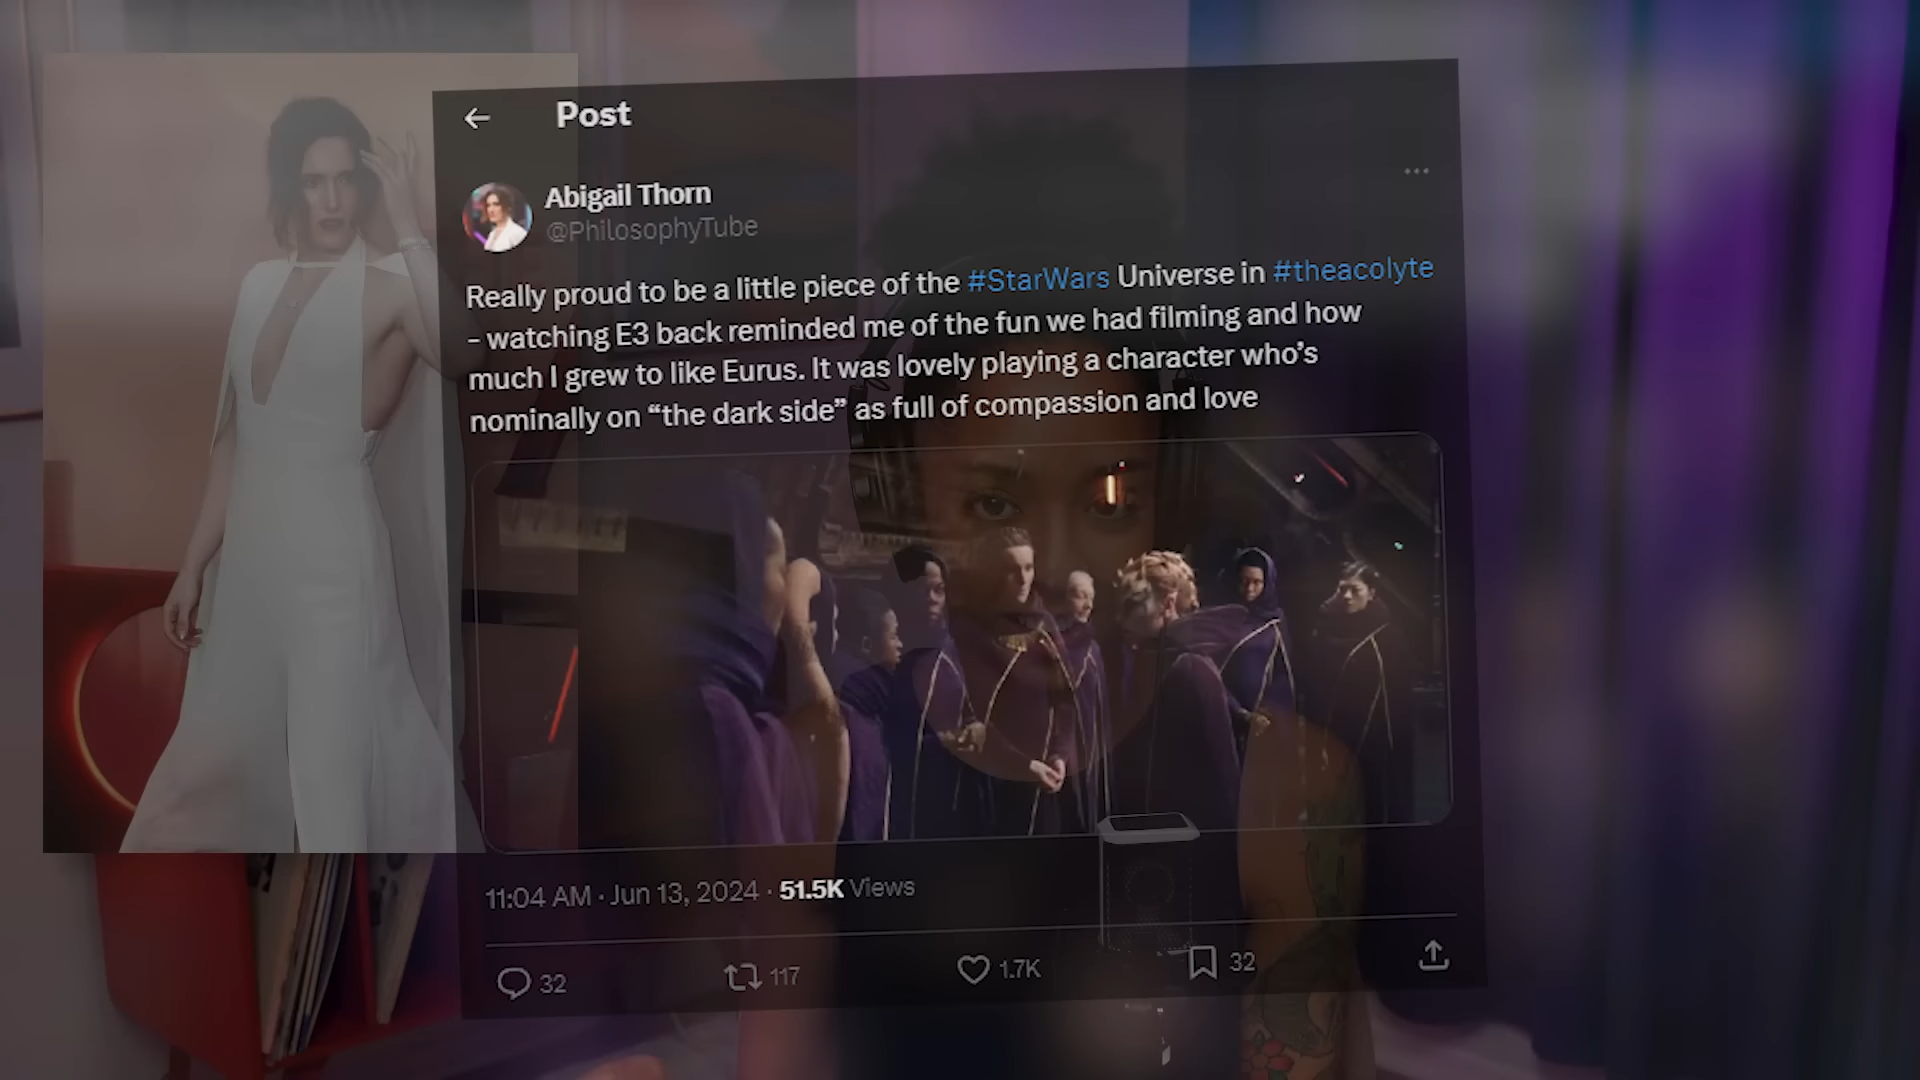 Post
Abigail Thorn
@PhilosophyTube
Really proud to be a little piece of the #StarWars Universe in #theacolyte
– watching E3 back reminded me of the fun we had filming and how
much I grew to like Eurus. It was lovely playing a character who’s
nominally on “the dark side” as full of compassion and love
11:04 AM · Jun 13, 2024 · 51.5K Views
32 117 1.7K 32